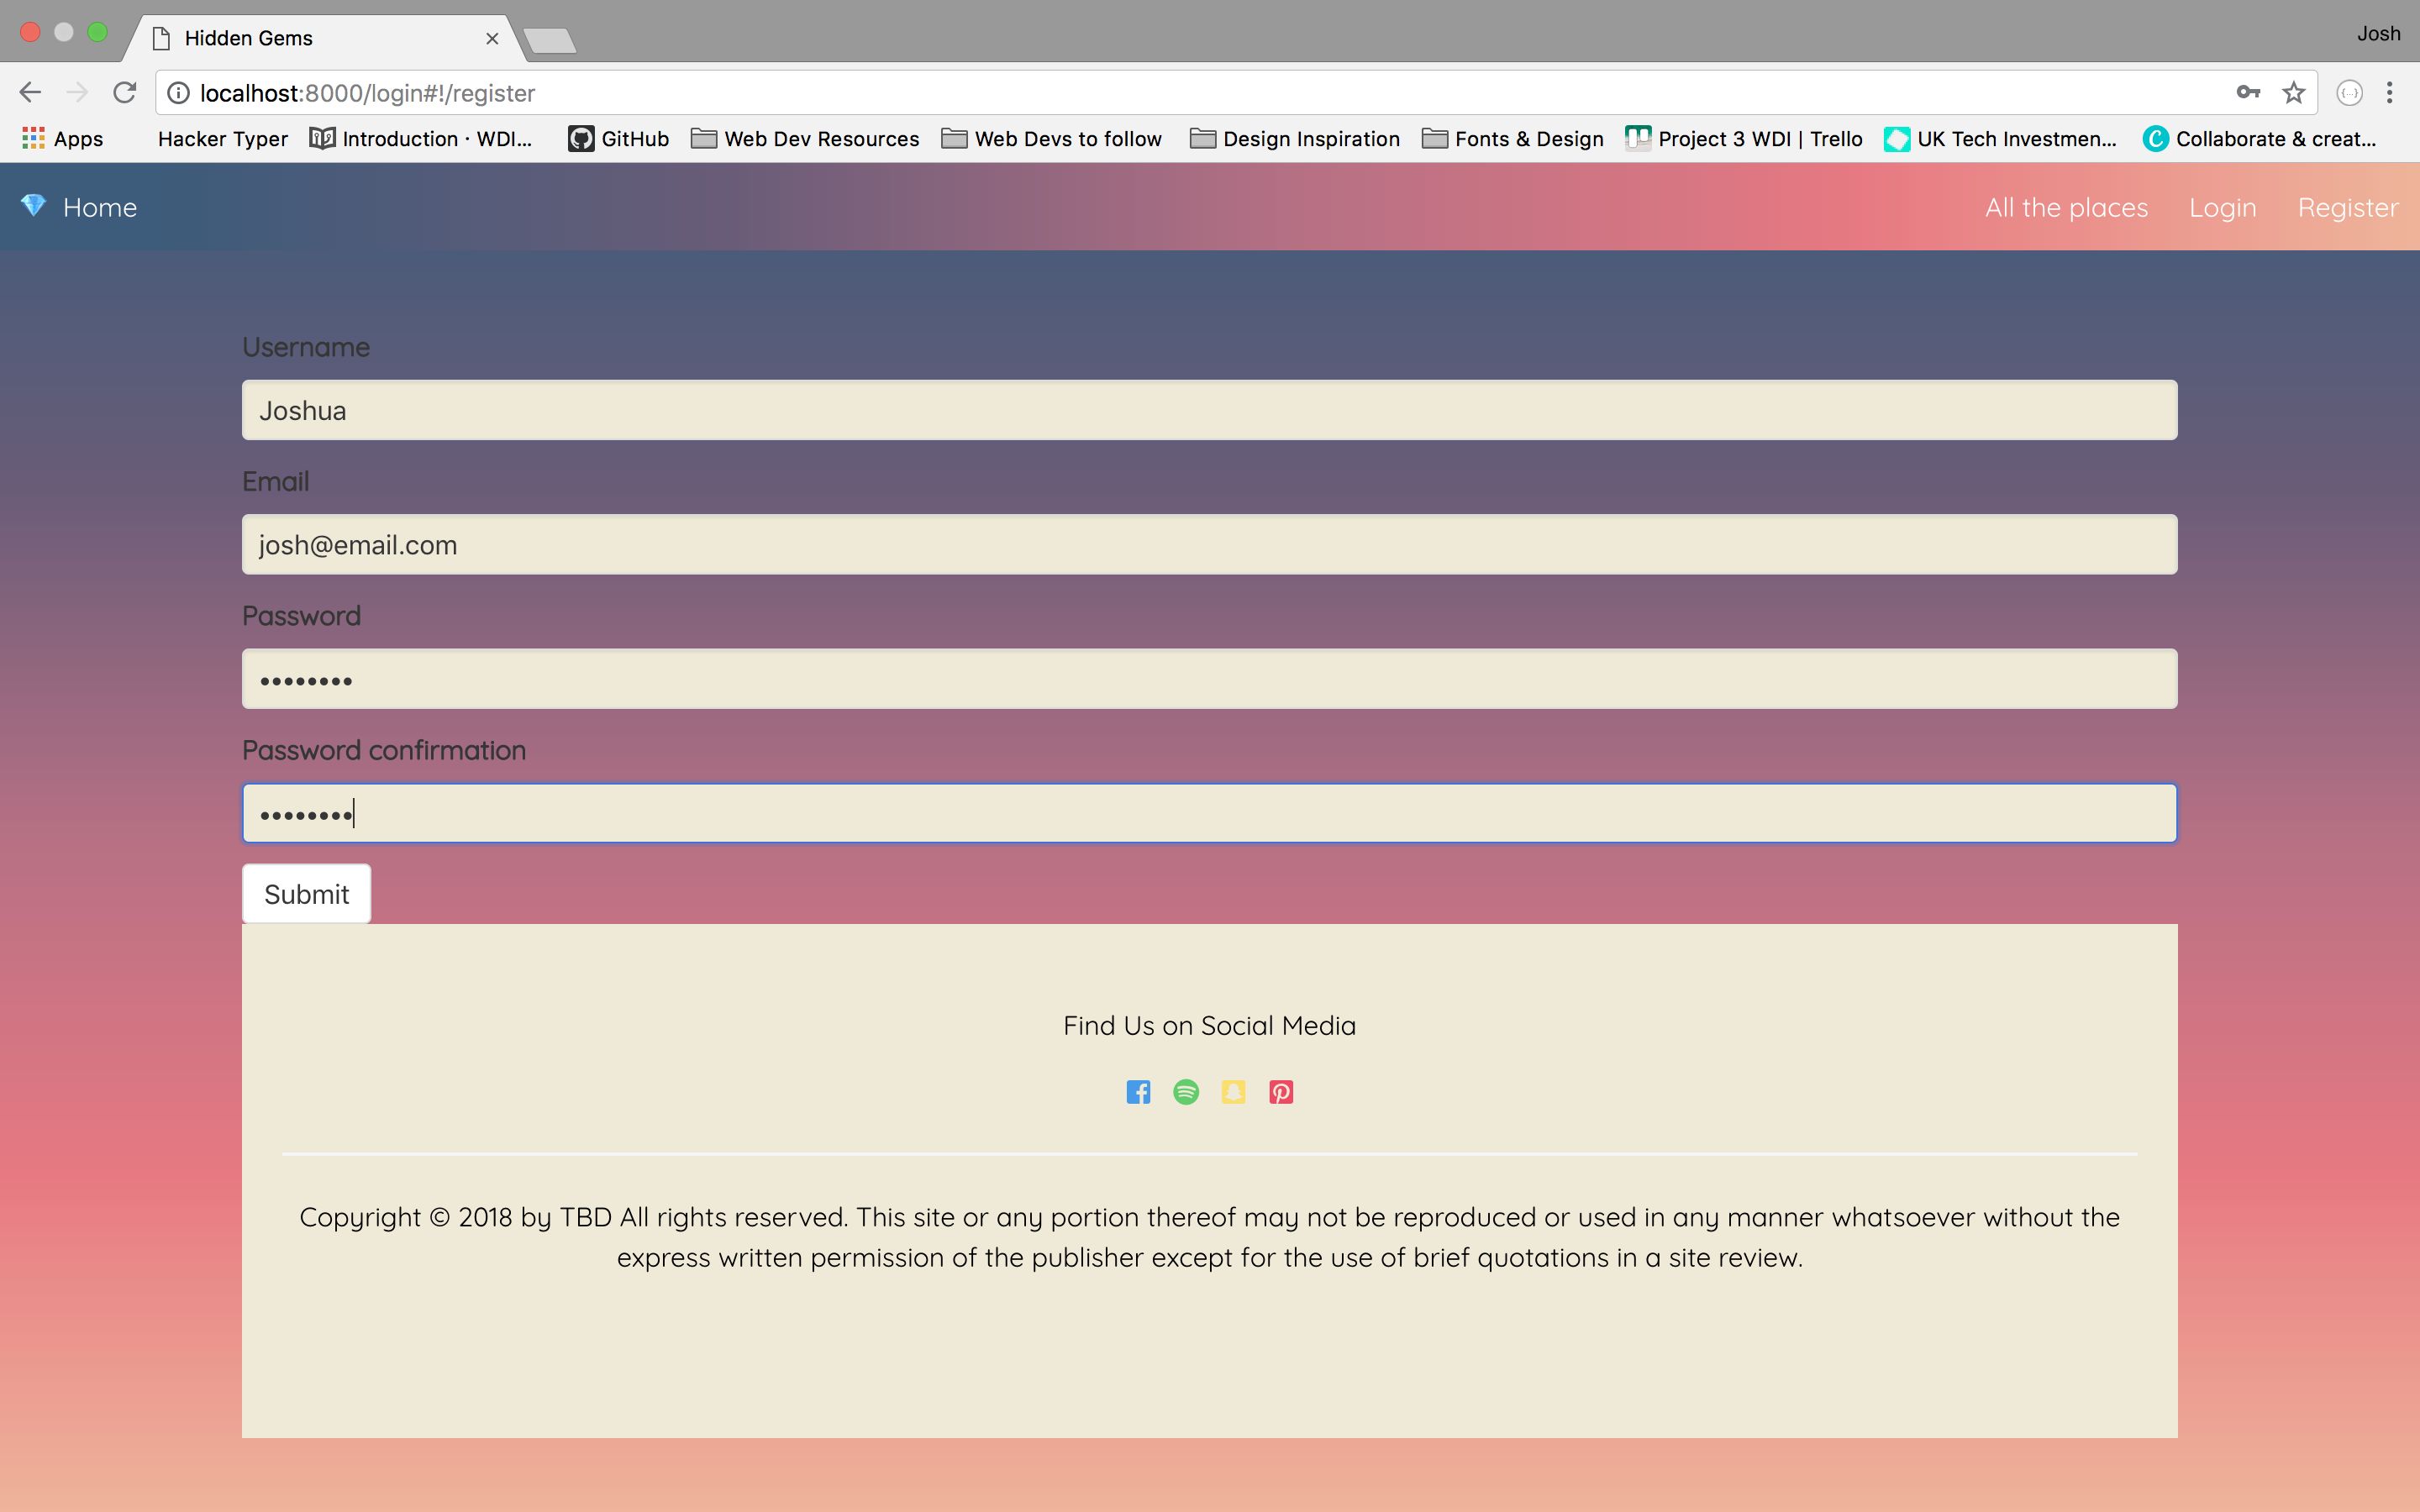 Hidden Gems
Josh
localhost:8000/login#!/register
Apps Hacker Typer Introduction · WDI... GitHub Web Dev Resources Web Devs to follow Design Inspiration Fonts & Design Project 3 WDI | Trello UK Tech Investmen... Collaborate & creat...
Home All the places Login Register
Username
Joshua
Email
josh@email.com
Password
••••••••
Password confirmation
••••••••
Submit
Find Us on Social Media
Copyright © 2018 by TBD All rights reserved. This site or any portion thereof may not be reproduced or used in any manner whatsoever without the
express written permission of the publisher except for the use of brief quotations in a site review.